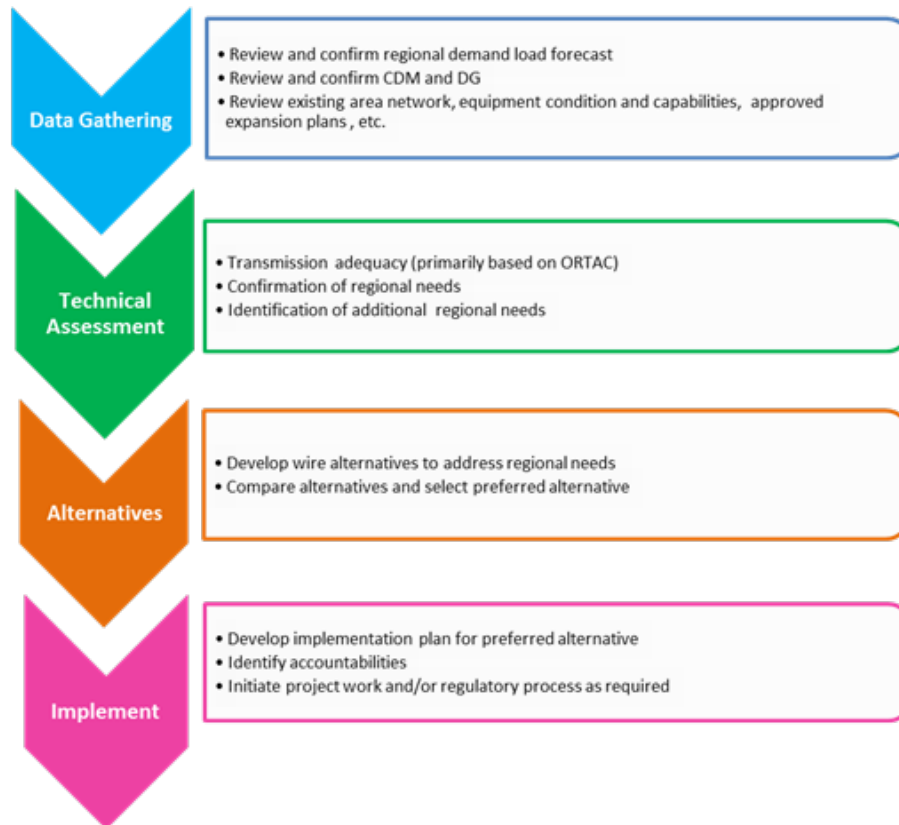 Data Gathering
• Review and confirm regional demand load forecast
• Review and confirm CDM and DG
• Review existing area network, equipment condition and capabilities, approved
expansion plans , etc.
Technical
Assessment
• Transmission adequacy (primarily based on ORTAC)
• Confirmation of regional needs
• Identification of additional regional needs
Alternatives
• Develop wire alternatives to address regional needs
• Compare alternatives and select preferred alternative
Implement
• Develop implementation plan for preferred alternative
• Identify accountabilities
• Initiate project work and/or regulatory process as required